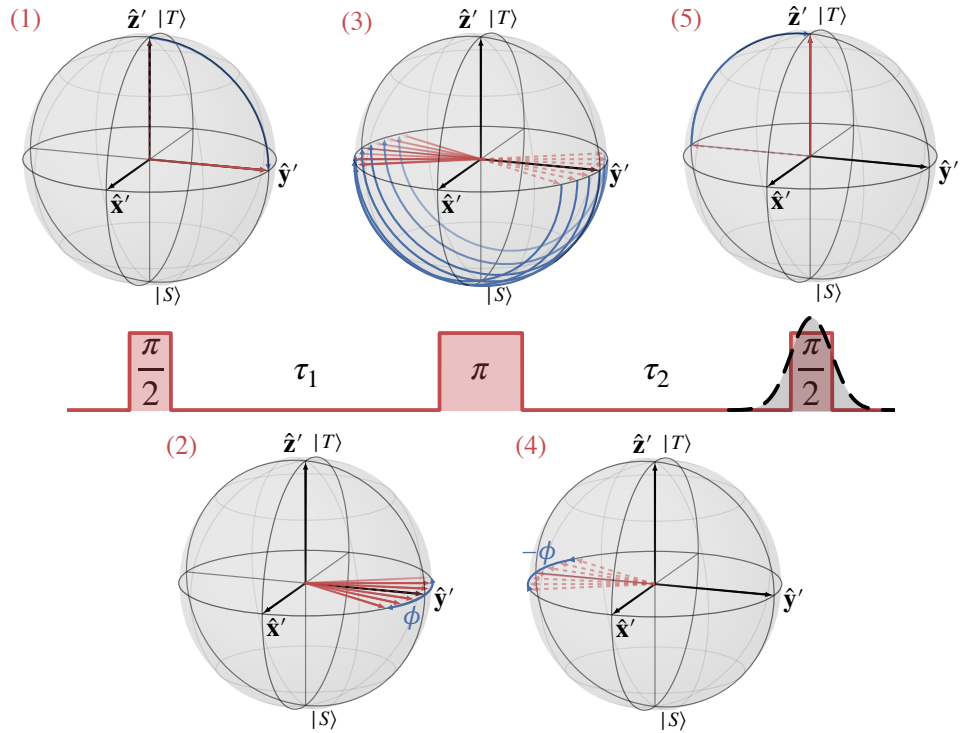 (1)
ẑ′ |T⟩
ŷ′
x̂′
|S⟩
(3)
ẑ′ |T⟩
ŷ′
x̂′
|S⟩
(5)
ẑ′ |T⟩
ŷ′
x̂′
|S⟩
π
2
τ₁
π
τ₂
π
2
(2)
ẑ′ |T⟩
ŷ′
ϕ
x̂′
|S⟩
(4)
ẑ′ |T⟩
−ϕ
ŷ′
x̂′
|S⟩